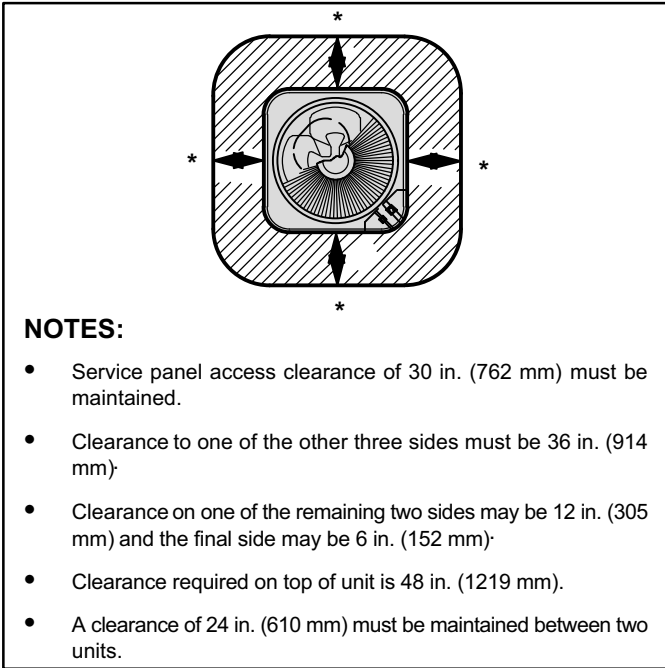 *
* *
*
NOTES:
• Service panel access clearance of 30 in. (762 mm) must be
maintained.
• Clearance to one of the other three sides must be 36 in. (914
mm)·
• Clearance on one of the remaining two sides may be 12 in. (305
mm) and the final side may be 6 in. (152 mm)·
• Clearance required on top of unit is 48 in. (1219 mm).
• A clearance of 24 in. (610 mm) must be maintained between two
units.